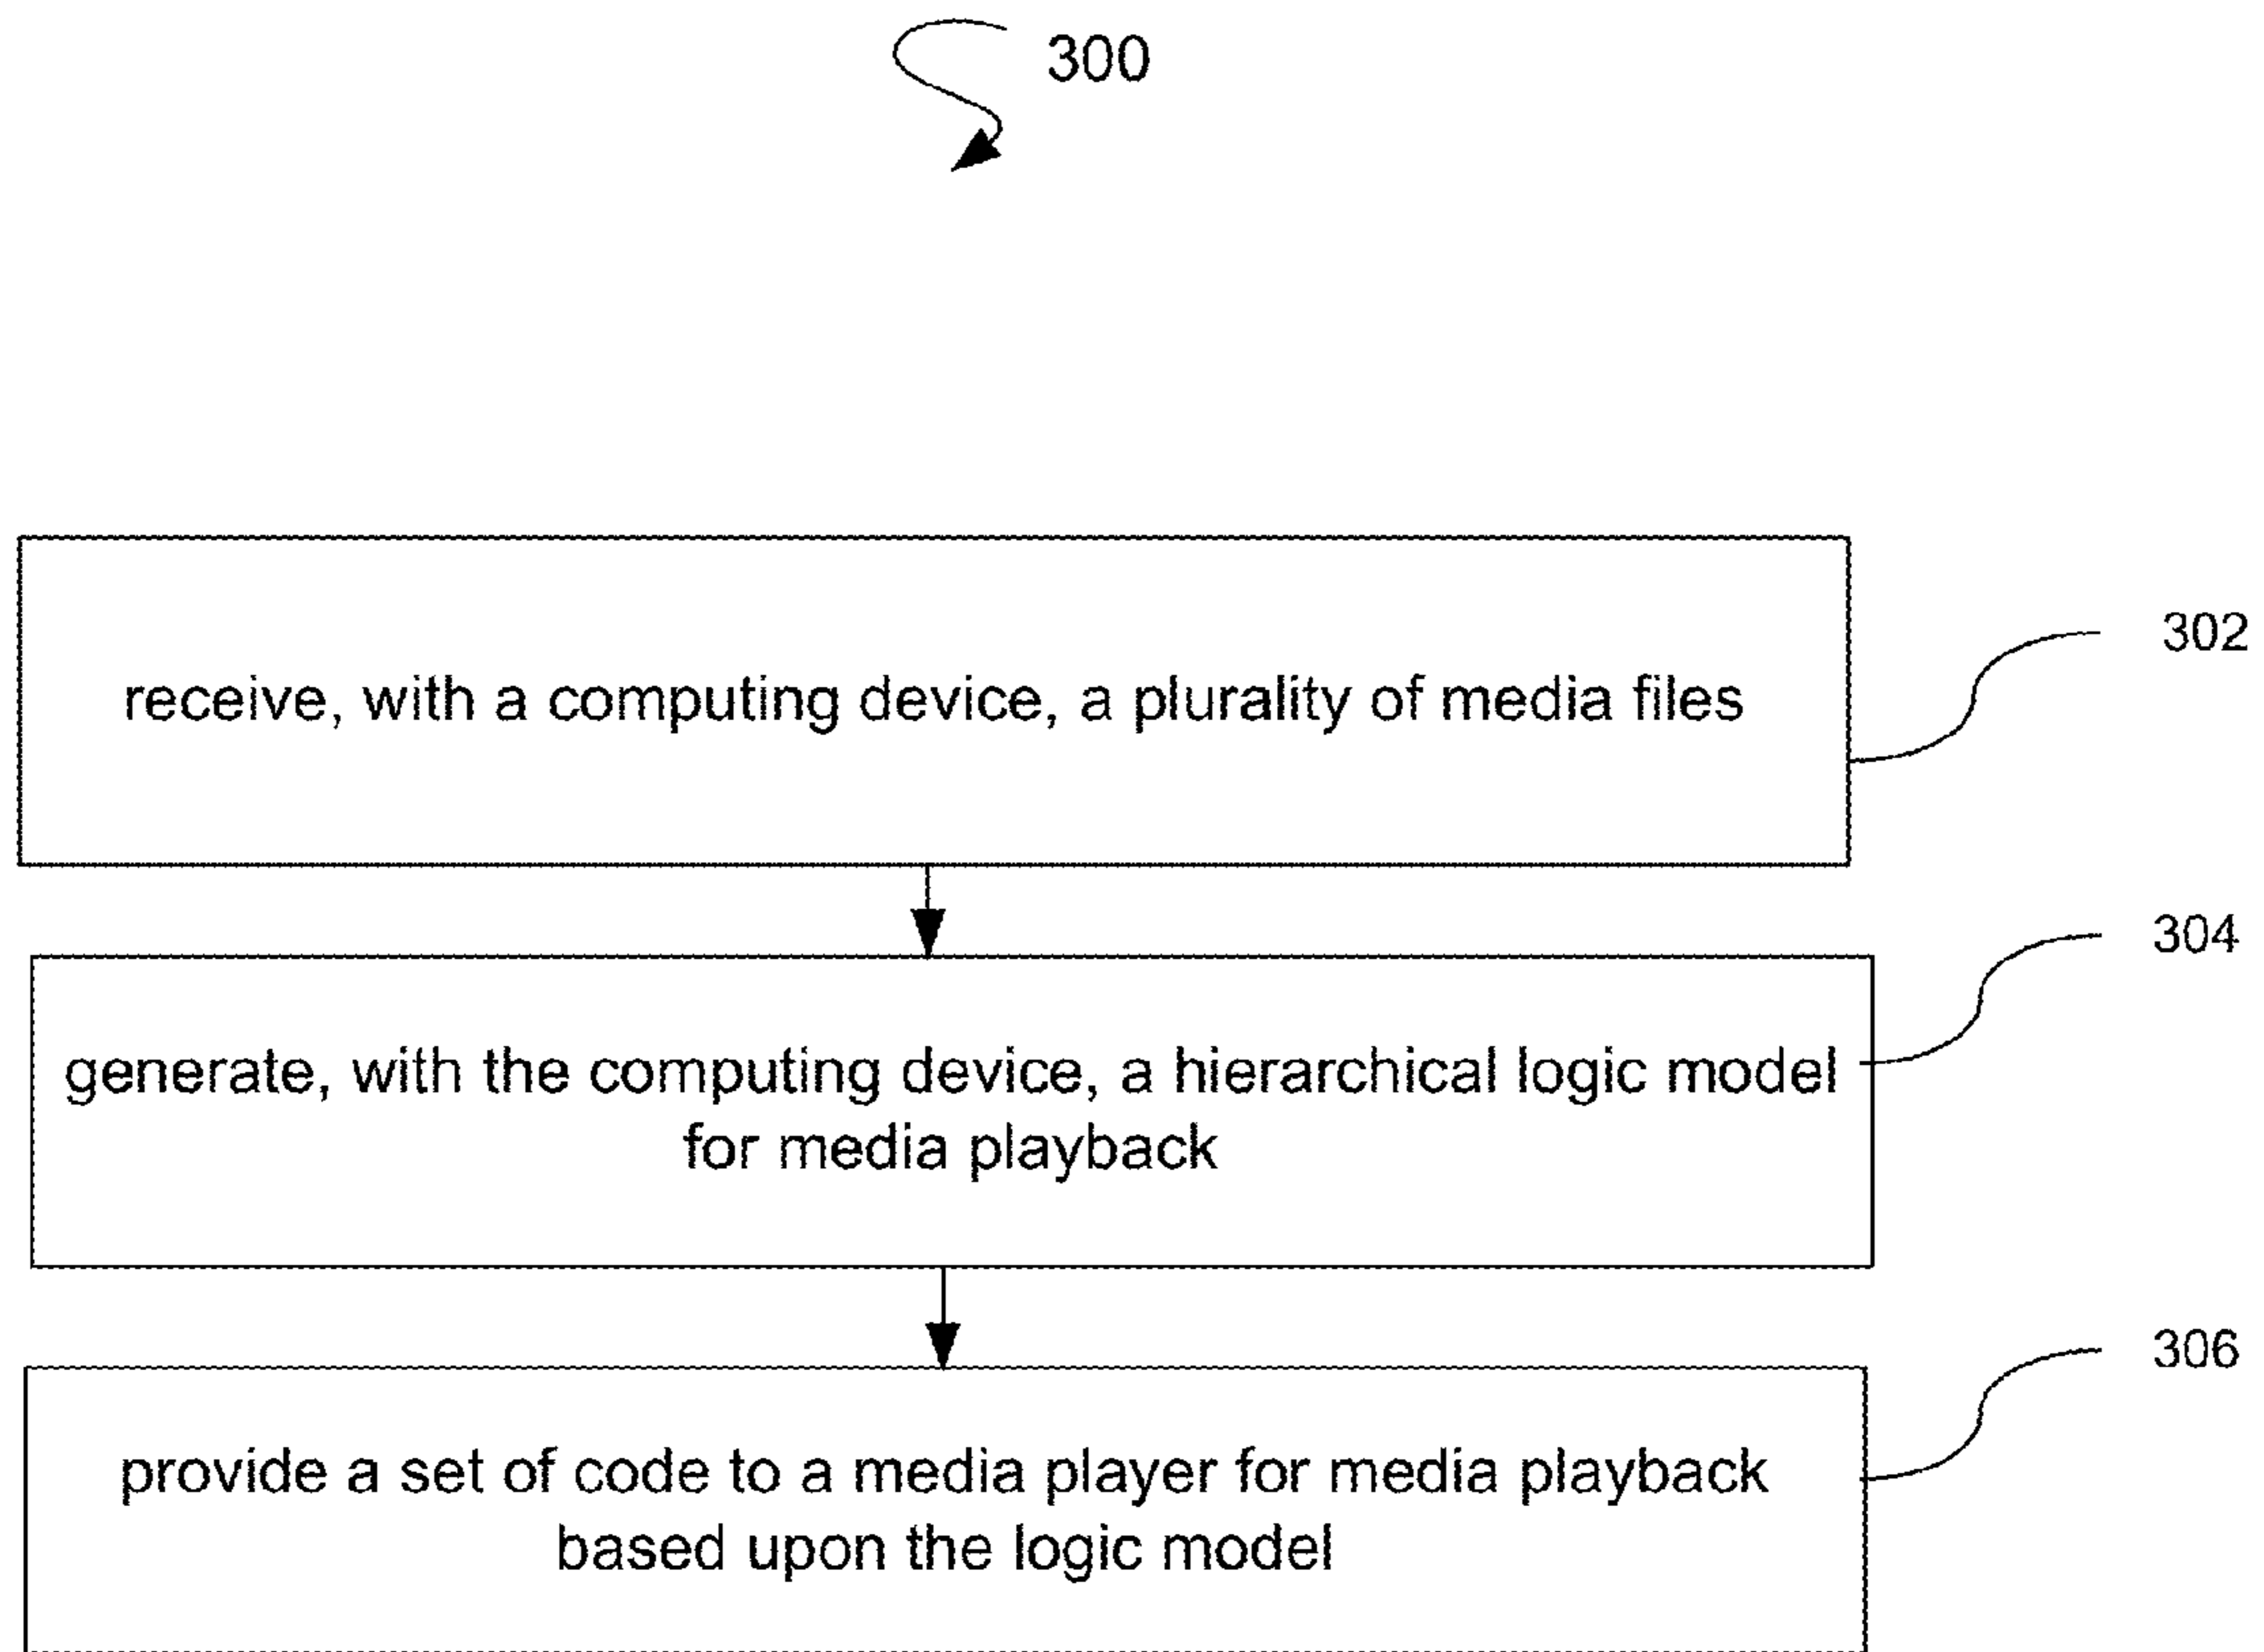 300
receive, with a computing device, a plurality of media files
302
generate, with the computing device, a hierarchical logic model
for media playback
304
provide a set of code to a media player for media playback
based upon the logic model
306